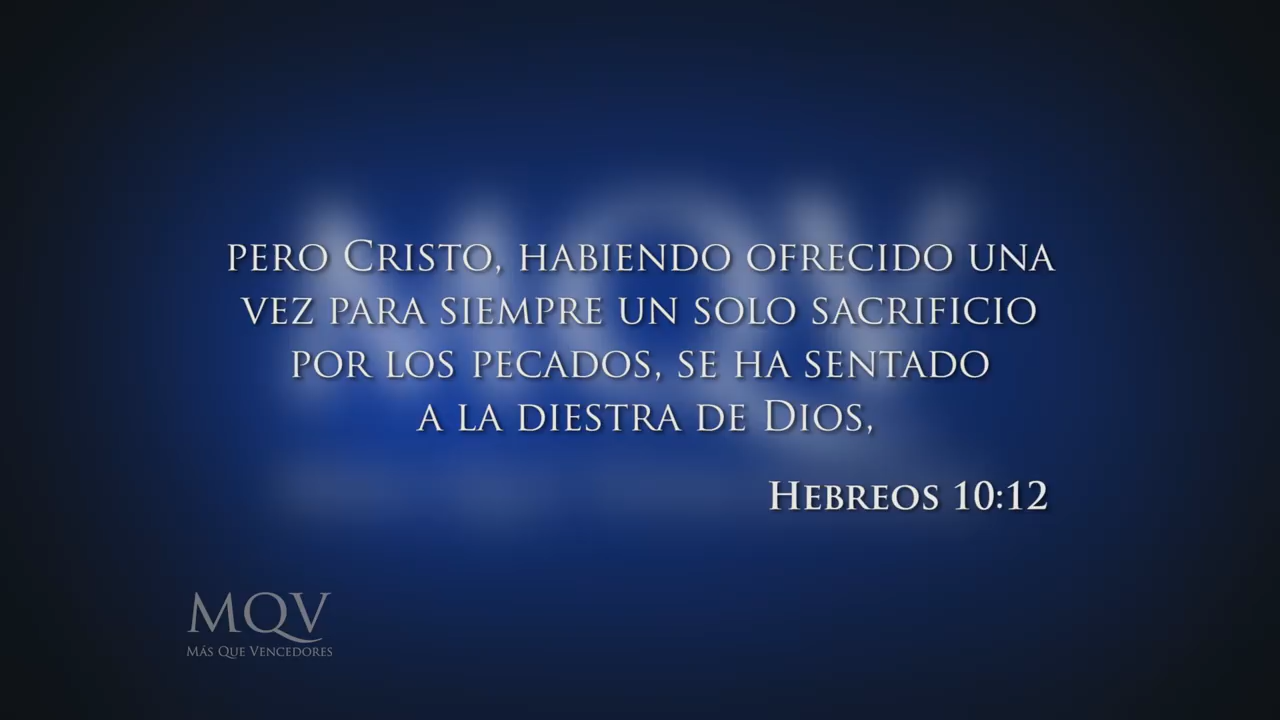 pero Cristo, habiendo ofrecido una
vez para siempre un solo sacrificio
por los pecados, se ha sentado
a la diestra de Dios,
Hebreos 10:12
MQV
Más Que Vencedores